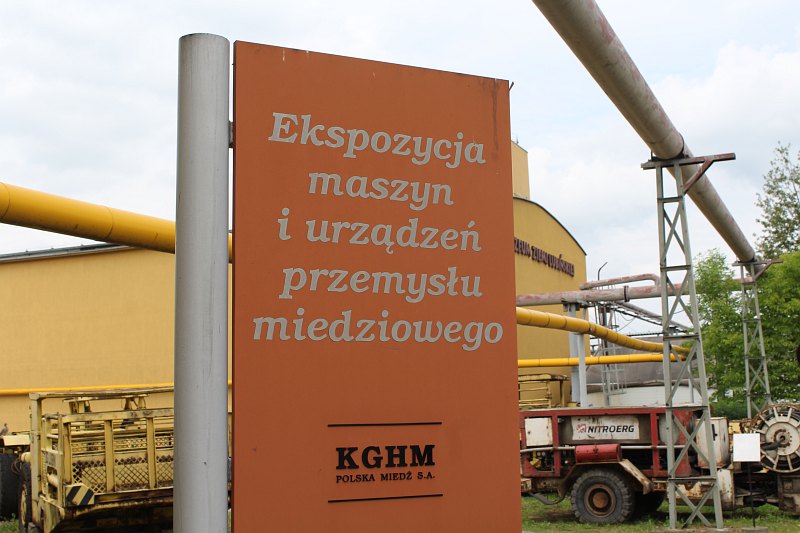 Ekspozycja
maszyn
i urządzeń
przemysłu
miedziowego
KGHM
POLSKA MIEDŹ S.A.
NITROERG